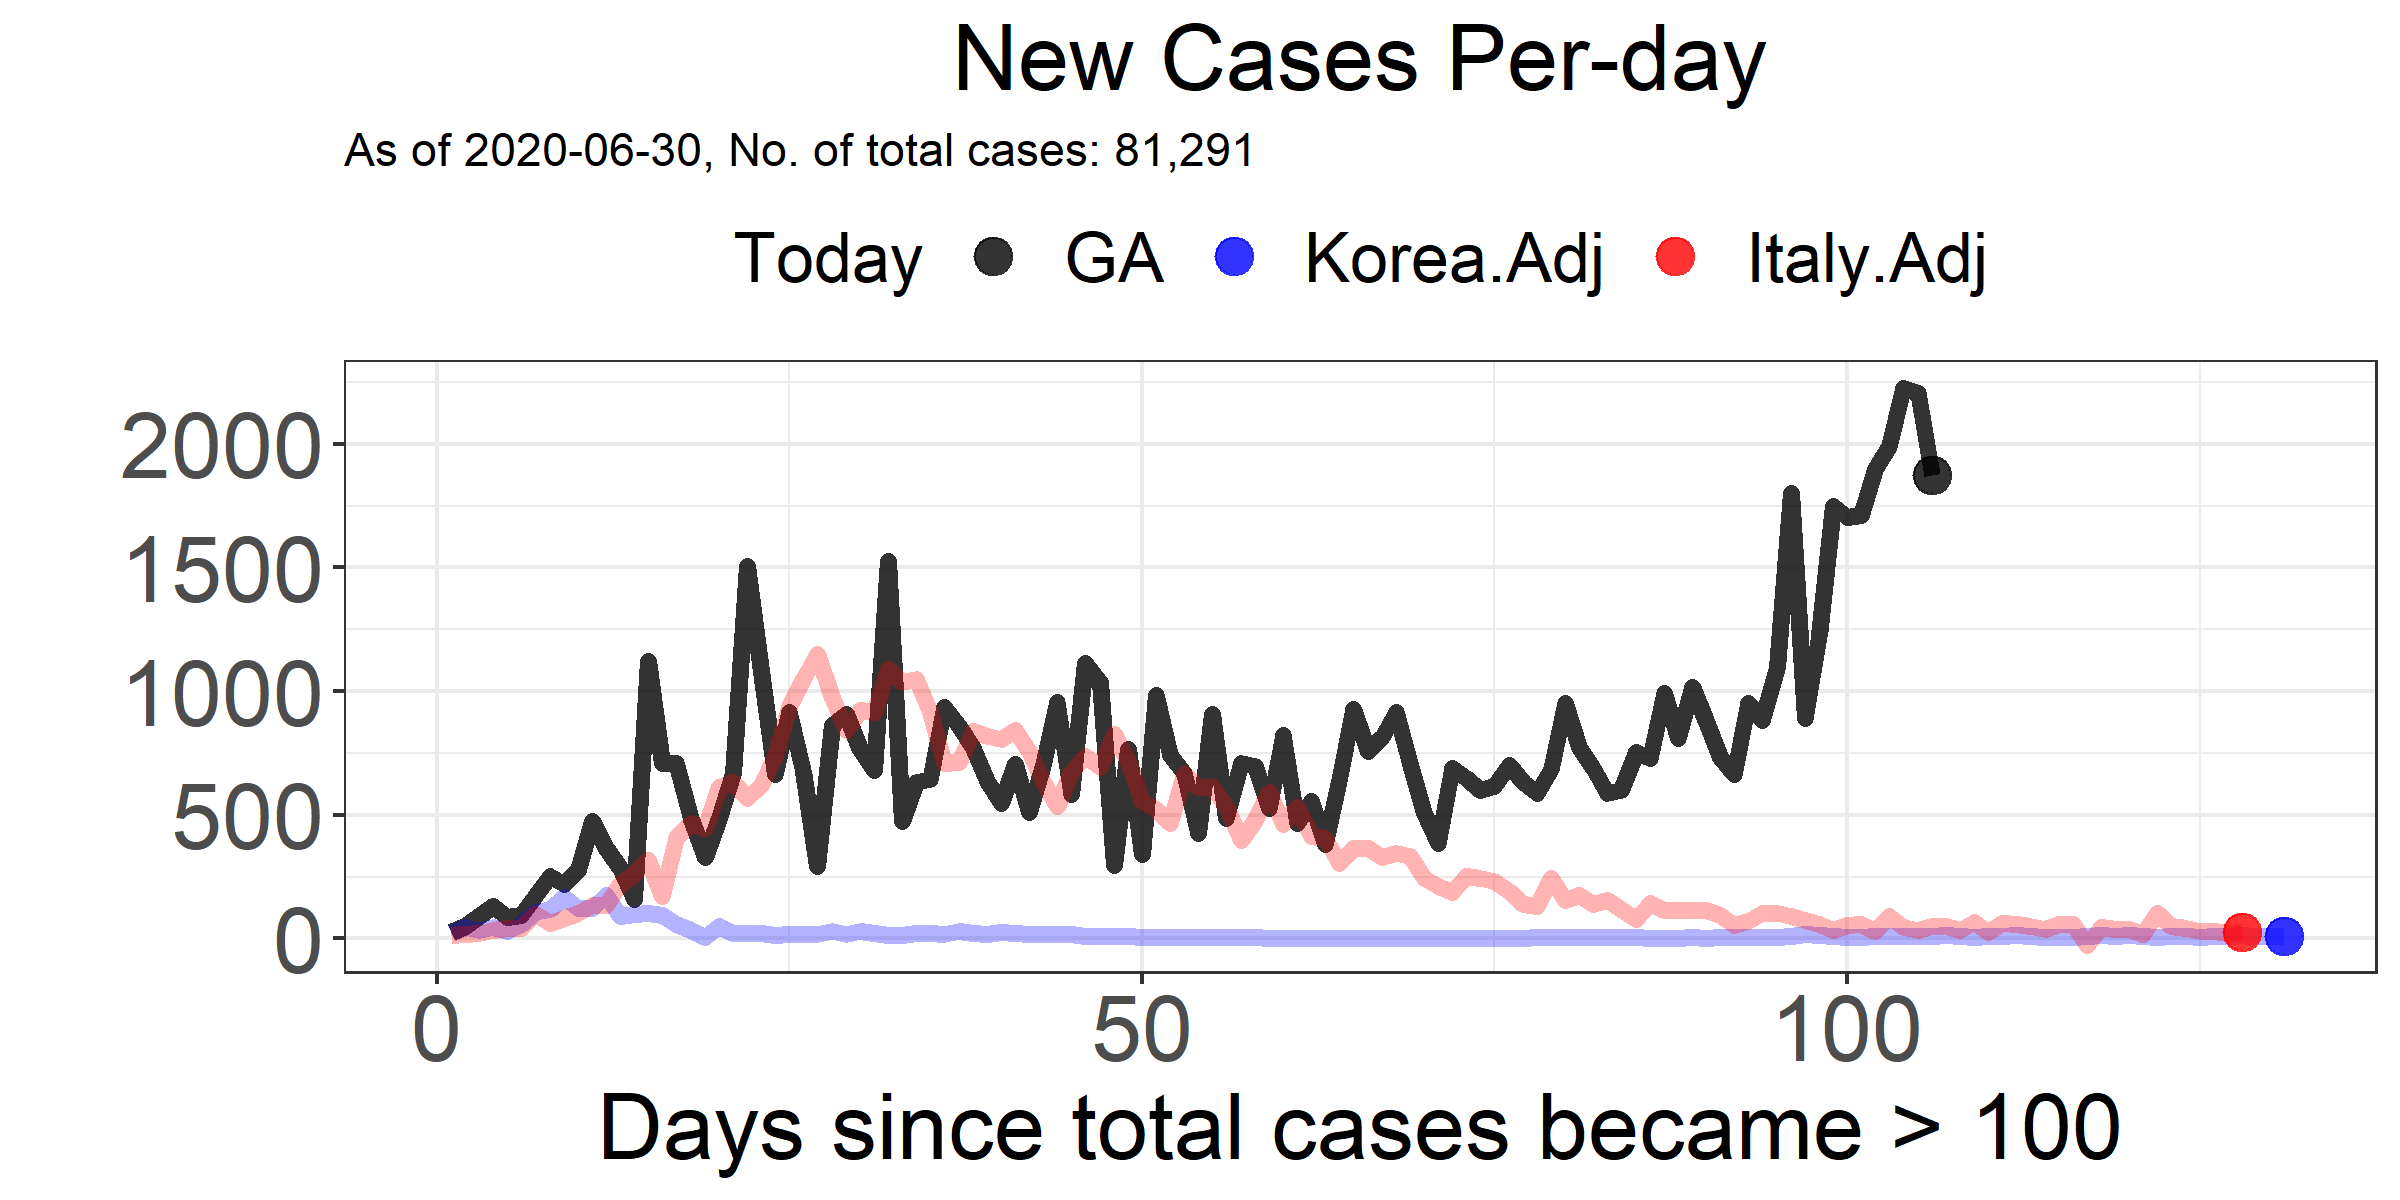 New Cases Per-day
As of 2020-06-30, No. of total cases: 81,291
Today GA Korea.Adj Italy.Adj
2000
1500
1000
500
0
0 50 100
Days since total cases became > 100